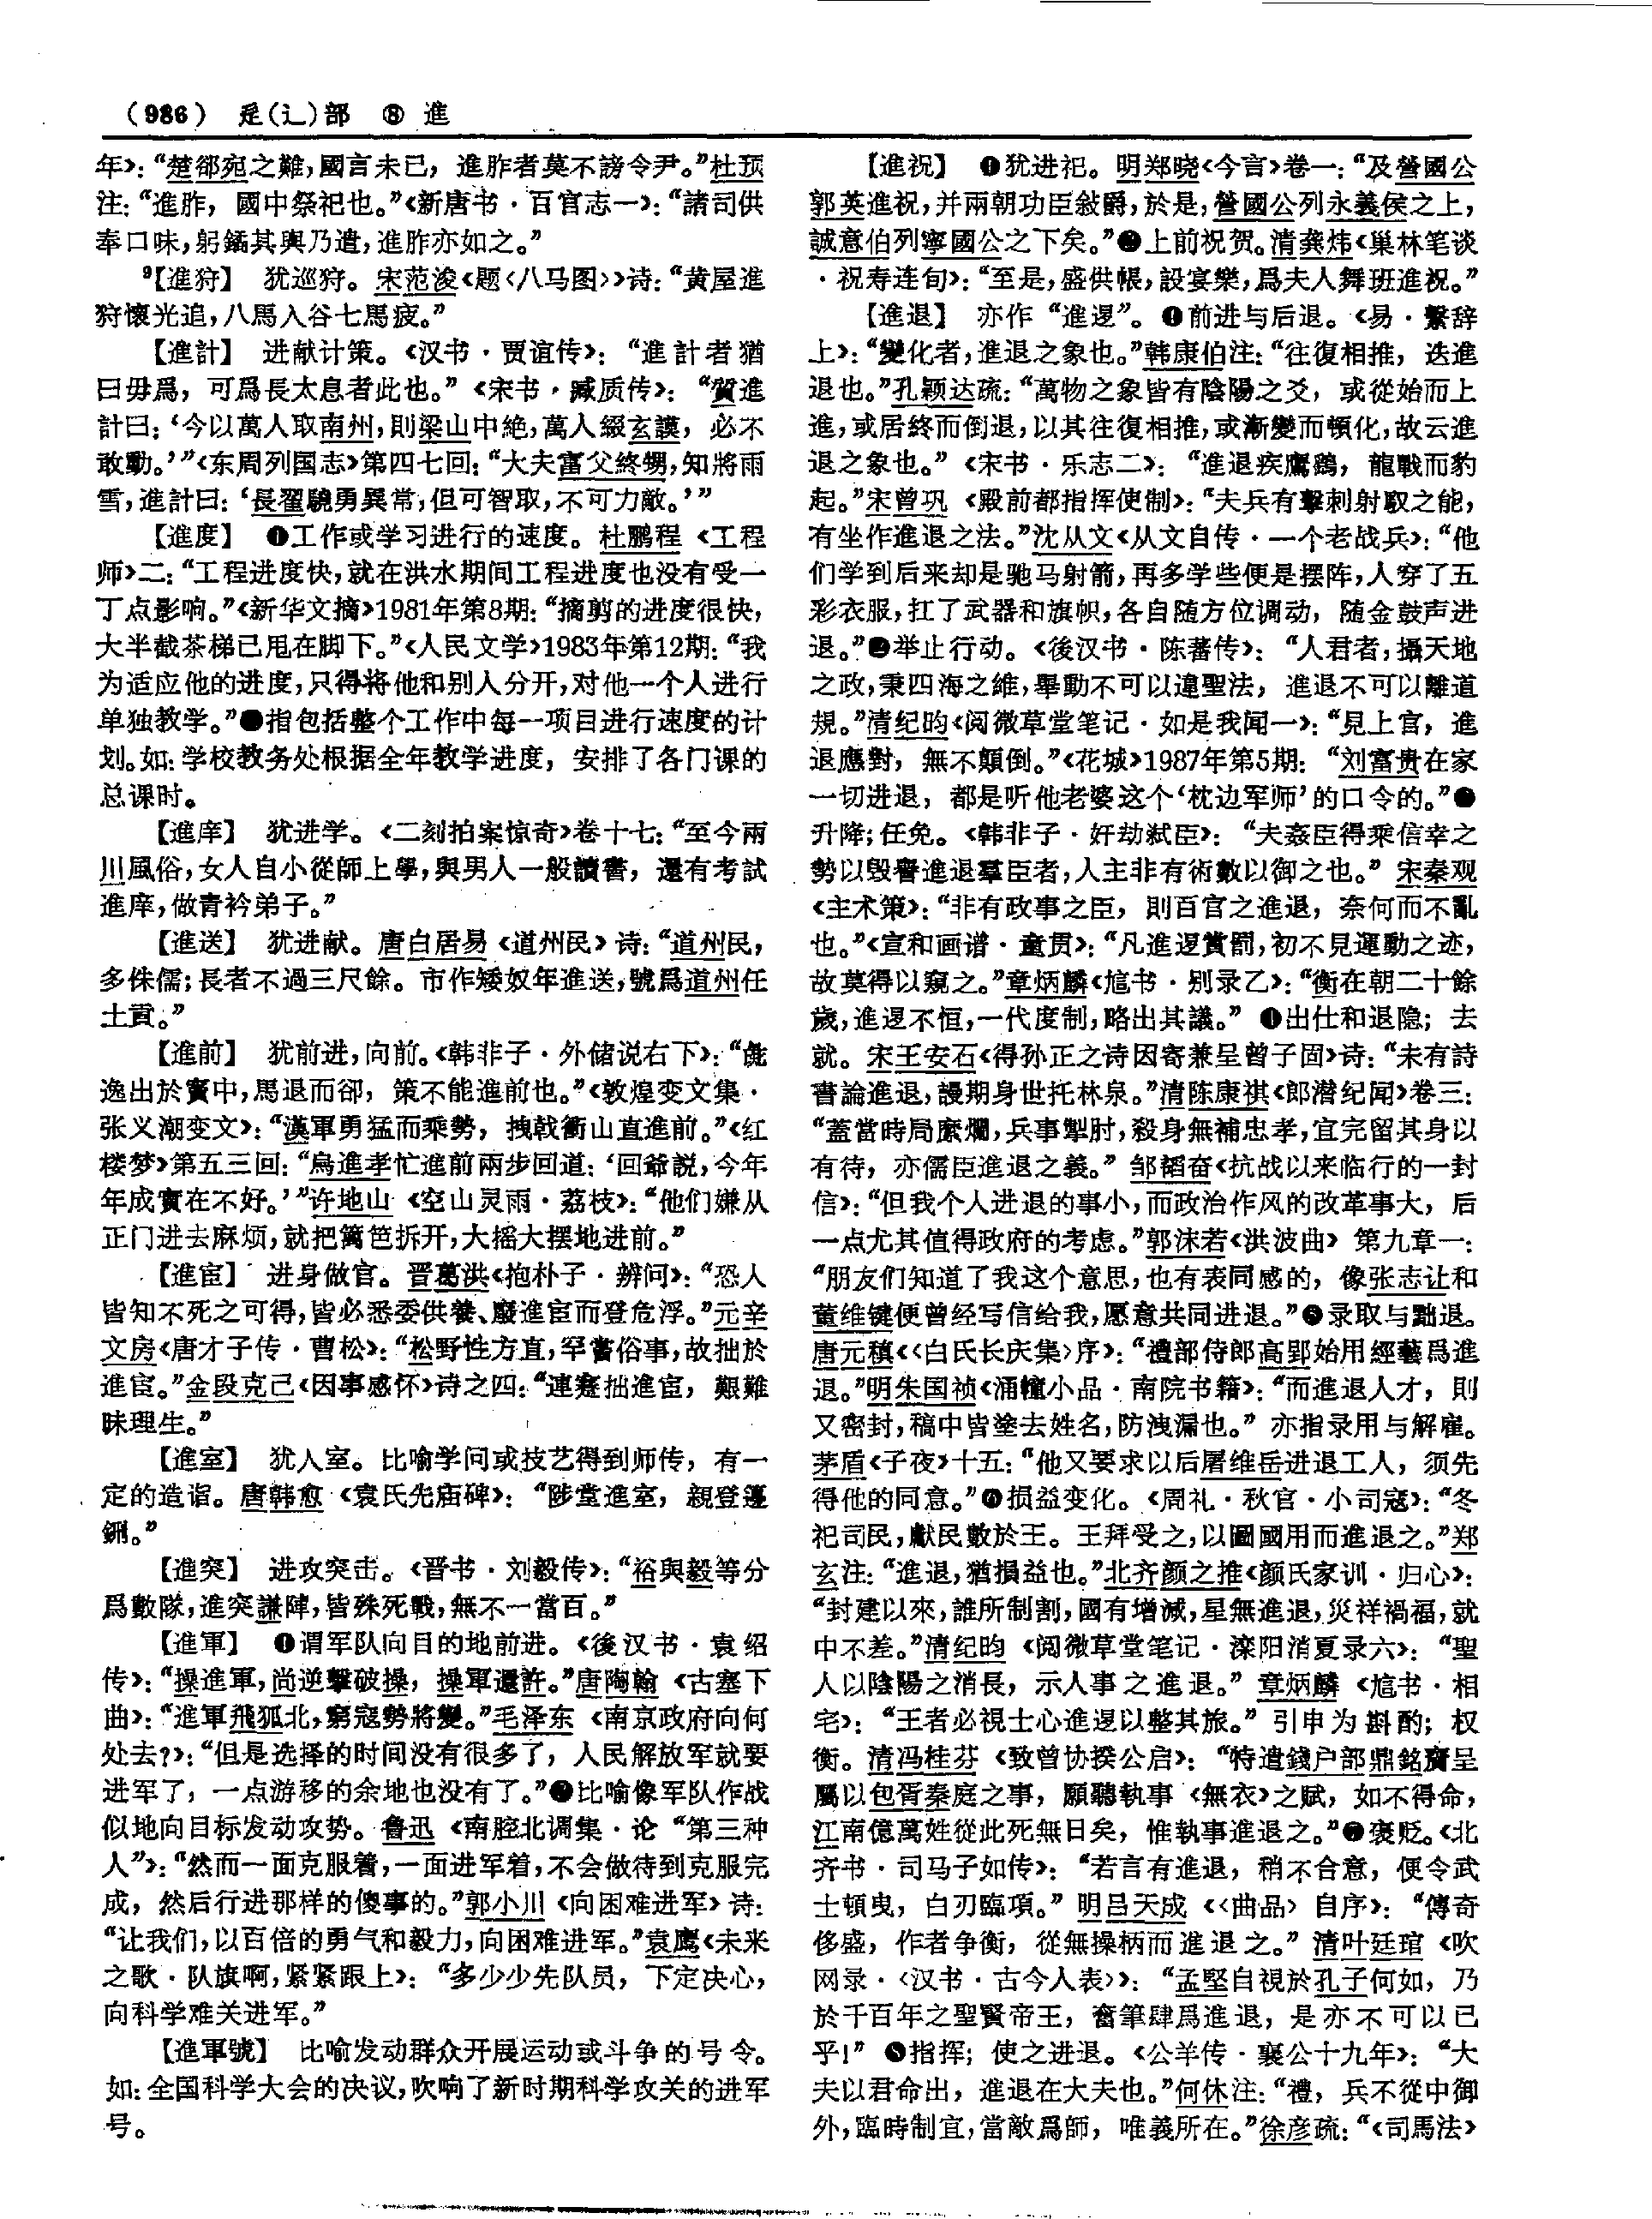 （986） 辵(辶)部 ⑧ 進
年》：“楚郤宛之難，國言未已，進胙者莫不謗令尹。”杜预
注：“進胙，國中祭祀也。”《新唐书·百官志一》：“諸司供
奉口味，躬鐍其輿乃遣，進胙亦如之。”
⁹【進狩】 犹巡狩。宋范浚《题〈八马图〉》诗：“黄屋進
狩懷光追，八馬入谷七馬疲。”
【進計】 进献计策。《汉书·贾谊传》：“進計者猶
曰毋爲，可爲長太息者此也。”《宋书·臧质传》：“質進
計曰：‘今以萬人取南州，則梁山中絶，萬人綴玄謨，必不
敢動。’”《东周列国志》第四七回：“大夫富父終甥，知將雨
雪，進計曰：‘長翟驍勇異常，但可智取，不可力敵。’”
【進度】 ❶工作或学习进行的速度。杜鹏程《工程
师》二：“工程进度快，就在洪水期间工程进度也没有受一
丁点影响。”《新华文摘》1981年第8期：“摘剪的进度很快，
大半截茶梯已甩在脚下。”《人民文学》1983年第12期：“我
为适应他的进度，只得将他和别人分开，对他一个人进行
单独教学。”❷指包括整个工作中每一项目进行速度的计
划。如：学校教务处根据全年教学进度，安排了各门课的
总课时。
【進庠】 犹进学。《二刻拍案惊奇》卷十七：“至今兩
川風俗，女人自小從師上學，與男人一般讀書，還有考試
進庠，做青衿弟子。”
【進送】 犹进献。唐白居易《道州民》诗：“道州民，
多侏儒；長者不過三尺餘。市作矮奴年進送，號爲道州任
土貢。”
【進前】 犹前进，向前。《韩非子·外储说右下》：“彘
逸出於竇中，馬退而郤，策不能進前也。”《敦煌变文集·
张义潮变文》：“漢軍勇猛而乘勢，拽戟衝山直進前。”《红
楼梦》第五三回：“烏進孝忙進前兩步回道：‘回爺説，今年
年成實在不好。’”许地山《空山灵雨·荔枝》：“他们嫌从
正门进去麻烦，就把篱笆拆开，大摇大摆地进前。”
【進宦】 进身做官。晋葛洪《抱朴子·辨问》：“恐人
皆知不死之可得，皆必悉委供養、廢進宦而登危浮。”元辛
文房《唐才子传·曹松》：“松野性方直，罕嘗俗事，故拙於
進宦。”金段克己《因事感怀》诗之四：“連蹇拙進宦，艱難
昧理生。”
【進室】 犹入室。比喻学问或技艺得到师传，有一
定的造诣。唐韩愈《袁氏先庙碑》：“陟堂進室，親登籩
鉶。”
【進突】 进攻突击。《晋书·刘毅传》：“裕與毅等分
爲數隊，進突謙陣，皆殊死戰，無不一當百。”
【進軍】 ❶谓军队向目的地前进。《後汉书·袁绍
传》：“操進軍，尚逆擊破操，操軍還許。”唐陶翰《古塞下
曲》：“進軍飛狐北，窮寇勢將變。”毛泽东《南京政府向何
处去？》：“但是选择的时间没有很多了，人民解放军就要
进军了，一点游移的余地也没有了。”❷比喻像军队作战
似地向目标发动攻势。鲁迅《南腔北调集·论“第三种
人”》：“然而一面克服着，一面进军着，不会做待到克服完
成，然后行进那样的傻事的。”郭小川《向困难进军》诗：
“让我们，以百倍的勇气和毅力，向困难进军。”袁鹰《未来
之歌·队旗啊，紧紧跟上》：“多少少先队员，下定决心，
向科学难关进军。”
【進軍號】 比喻发动群众开展运动或斗争的号令。
如：全国科学大会的决议，吹响了新时期科学攻关的进军
号。
【進祝】 ❶犹进祀。明郑晓《今言》卷一：“及營國公
郭英進祝，并兩朝功臣敍爵，於是，營國公列永義侯之上，
誠意伯列寧國公之下矣。”❷上前祝贺。清龚炜《巢林笔谈
·祝寿连旬》：“至是，盛供帳，設宴樂，爲夫人舞班進祝。”
【進退】 亦作“進逻”。❶前进与后退。《易·繫辞
上》：“變化者，進退之象也。”韩康伯注：“往復相推，迭進
退也。”孔颖达疏：“萬物之象皆有陰陽之爻，或從始而上
進，或居終而倒退，以其往復相推，或漸變而頓化，故云進
退之象也。”《宋书·乐志二》：“進退疾鷹鷂，龍戰而豹
起。”宋曾巩《殿前都指挥使制》：“夫兵有擊刺射馭之能，
有坐作進退之法。”沈从文《从文自传·一个老战兵》：“他
们学到后来却是驰马射箭，再多学些便是摆阵，人穿了五
彩衣服，扛了武器和旗帜，各自随方位调动，随金鼓声进
退。”❷举止行动。《後汉书·陈蕃传》：“人君者，攝天地
之政，秉四海之維，舉動不可以違聖法，進退不可以離道
規。”清纪昀《阅微草堂笔记·如是我闻一》：“見上官，進
退應對，無不顛倒。”《花城》1987年第5期：“刘富贵在家
一切进退，都是听他老婆这个‘枕边军师’的口令的。”❸
升降；任免。《韩非子·奸劫弑臣》：“夫姦臣得乘信幸之
勢以毁譽進退羣臣者，人主非有術數以御之也。”宋秦观
《主术策》：“非有政事之臣，則百官之進退，奈何而不亂
也。”《宣和画谱·童贯》：“凡進逻賞罰，初不見運動之迹，
故莫得以窺之。”章炳麟《訄书·别录乙》：“衡在朝二十餘
歲，進逻不恒，一代度制，略出其議。”❹出仕和退隐；去
就。宋王安石《得孙正之诗因寄兼呈曾子固》诗：“未有詩
書論進退，謾期身世托林泉。”清陈康祺《郎潜纪闻》卷三：
“蓋當時局縻爛，兵事掣肘，殺身無補忠孝，宜完留其身以
有待，亦儒臣進退之義。”邹韬奋《抗战以来临行的一封
信》：“但我个人进退的事小，而政治作风的改革事大，后
一点尤其值得政府的考虑。”郭沫若《洪波曲》第九章一：
“朋友们知道了我这个意思，也有表同感的，像张志让和
董维键便曾经写信给我，愿意共同进退。”❺录取与黜退。
唐元稹《〈白氏长庆集〉序》：“禮部侍郎高郢始用經藝爲進
退。”明朱国祯《涌幢小品·南院书籍》：“而進退人才，則
又密封，稿中皆塗去姓名，防洩漏也。”亦指录用与解雇。
茅盾《子夜》十五：“他又要求以后屠维岳进退工人，须先
得他的同意。”❻损益变化。《周礼·秋官·小司寇》：“冬
祀司民，獻民數於王。王拜受之，以圖國用而進退之。”郑
玄注：“進退，猶損益也。”北齐颜之推《颜氏家训·归心》：
“封建以來，誰所制割，國有增減，星無進退，災祥禍福，就
中不差。”清纪昀《阅微草堂笔记·滦阳消夏录六》：“聖
人以陰陽之消長，示人事之進退。”章炳麟《訄书·相
宅》：“王者必視士心進逻以整其旅。”引申为斟酌；权
衡。清冯桂芬《致曾协揆公启》：“特遣錢户部鼎銘齎呈
屬以包胥秦庭之事，願聽執事《無衣》之賦，如不得命，
江南億萬姓從此死無日矣，惟執事進退之。”❼褒贬。《北
齐书·司马子如传》：“若言有進退，稍不合意，便令武
士頓曳，白刃臨項。”明吕天成《〈曲品〉自序》：“傳奇
侈盛，作者争衡，從無操柄而進退之。”清叶廷琯《吹
网录·〈汉书·古今人表〉》：“孟堅自視於孔子何如，乃
於千百年之聖賢帝王，奮筆肆爲進退，是亦不可以已
乎！”❽指挥；使之进退。《公羊传·襄公十九年》：“大
夫以君命出，進退在大夫也。”何休注：“禮，兵不從中御
外，臨時制宜，當敵爲師，唯義所在。”徐彦疏：“《司馬法》